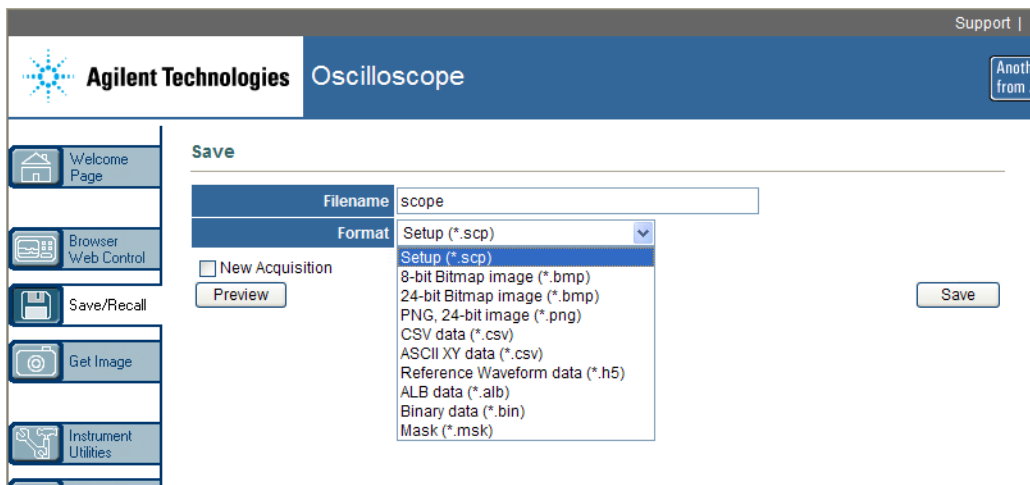 Support |
Agilent Technologies
Oscilloscope
Anoth
from
Welcome
Page
Browser
Web Control
Save/Recall
Get Image
Instrument
Utilities
Save
Filename scope
Format Setup (*.scp)
Setup (*.scp)
8-bit Bitmap image (*.bmp)
24-bit Bitmap image (*.bmp)
PNG, 24-bit image (*.png)
CSV data (*.csv)
ASCII XY data (*.csv)
Reference Waveform data (*.h5)
ALB data (*.alb)
Binary data (*.bin)
Mask (*.msk)
New Acquisition
Preview
Save